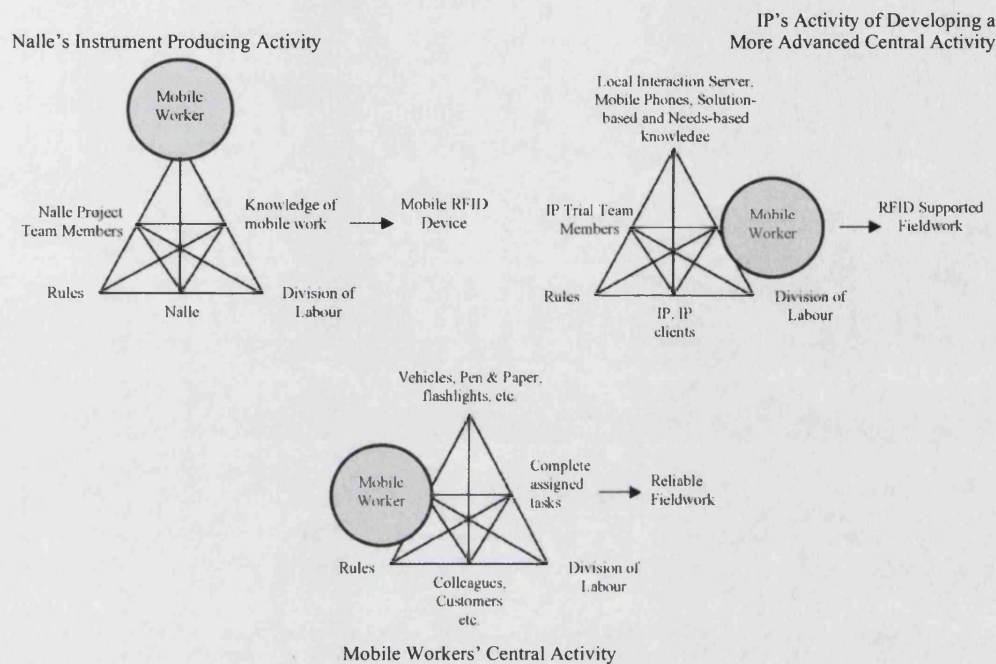 Nalle's Instrument Producing Activity
IP's Activity of Developing a
More Advanced Central Activity
Mobile
Worker
Nalle Project
Team Members
Knowledge of
mobile work
Mobile RFID
Device
Rules
Nalle
Division of
Labour
Local Interaction Server,
Mobile Phones, Solution-
based and Needs-based
knowledge
IP Trial Team
Members
Mobile
Worker
RFID Supported
Fieldwork
Rules
IP, IP
clients
Division of
Labour
Vehicles, Pen & Paper,
flashlights, etc.
Mobile
Worker
Complete
assigned
tasks
Reliable
Fieldwork
Rules
Colleagues,
Customers
etc.
Division of
Labour
Mobile Workers' Central Activity